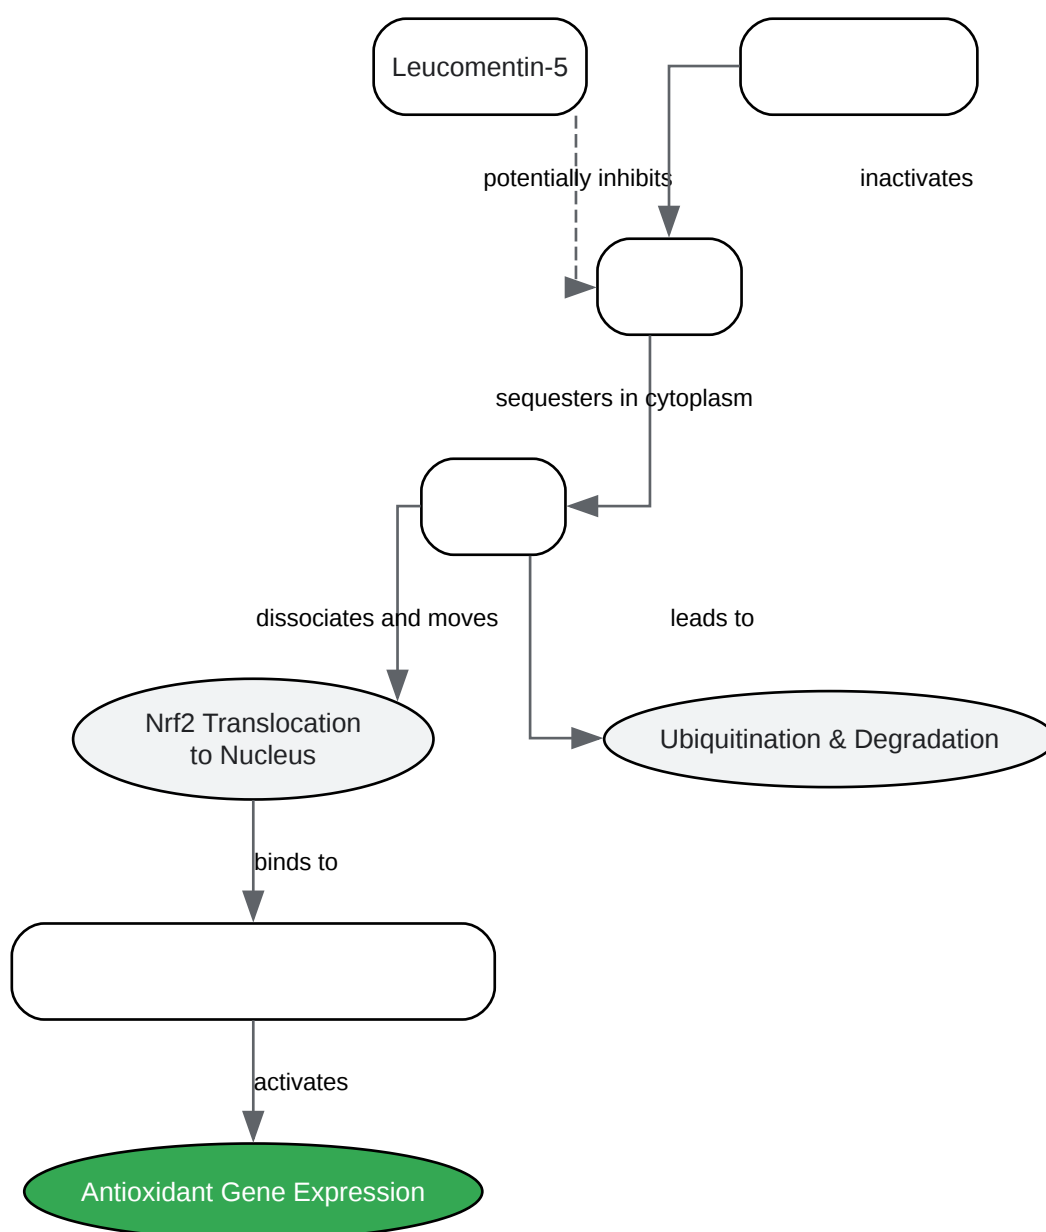 Leucomentin-5
potentially inhibits
inactivates
sequesters in cytoplasm
dissociates and moves
leads to
Nrf2 Translocation
to Nucleus
Ubiquitination & Degradation
binds to
activates
Antioxidant Gene Expression